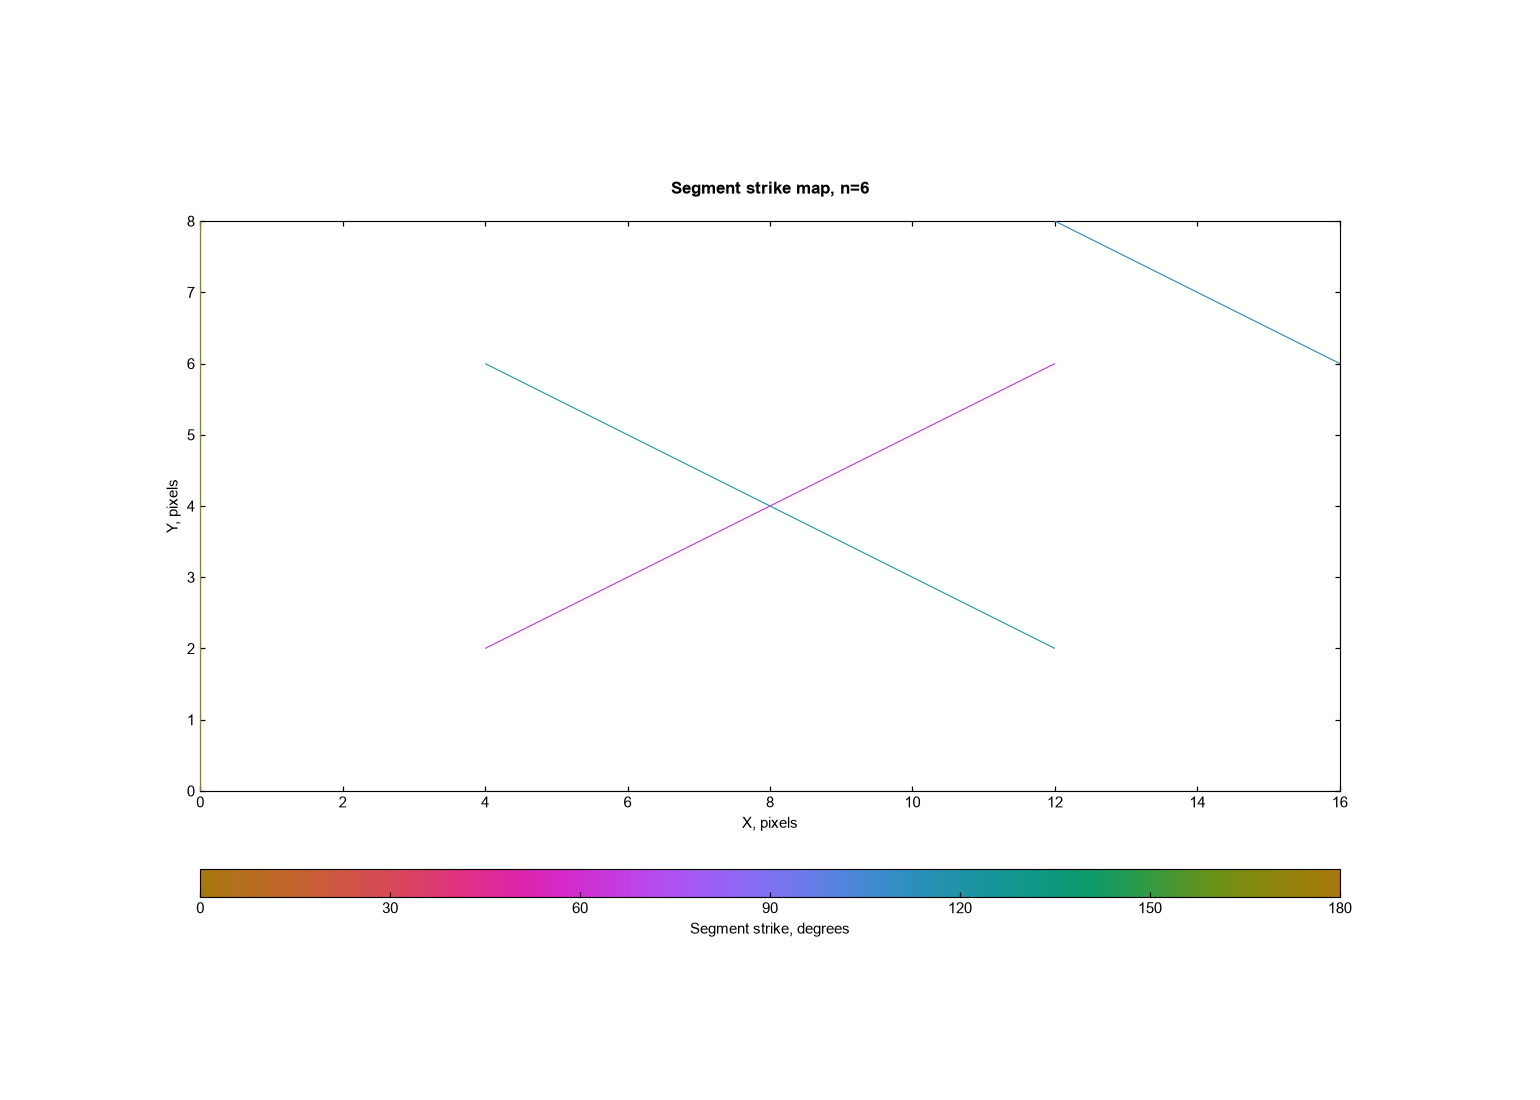 Segment strike map, n=6
8
7
6
5
4
3
2
1
0
Y, pixels
0 2 4 6 8 10 12 14 16
X, pixels
0 30 60 90 120 150 180
Segment strike, degrees